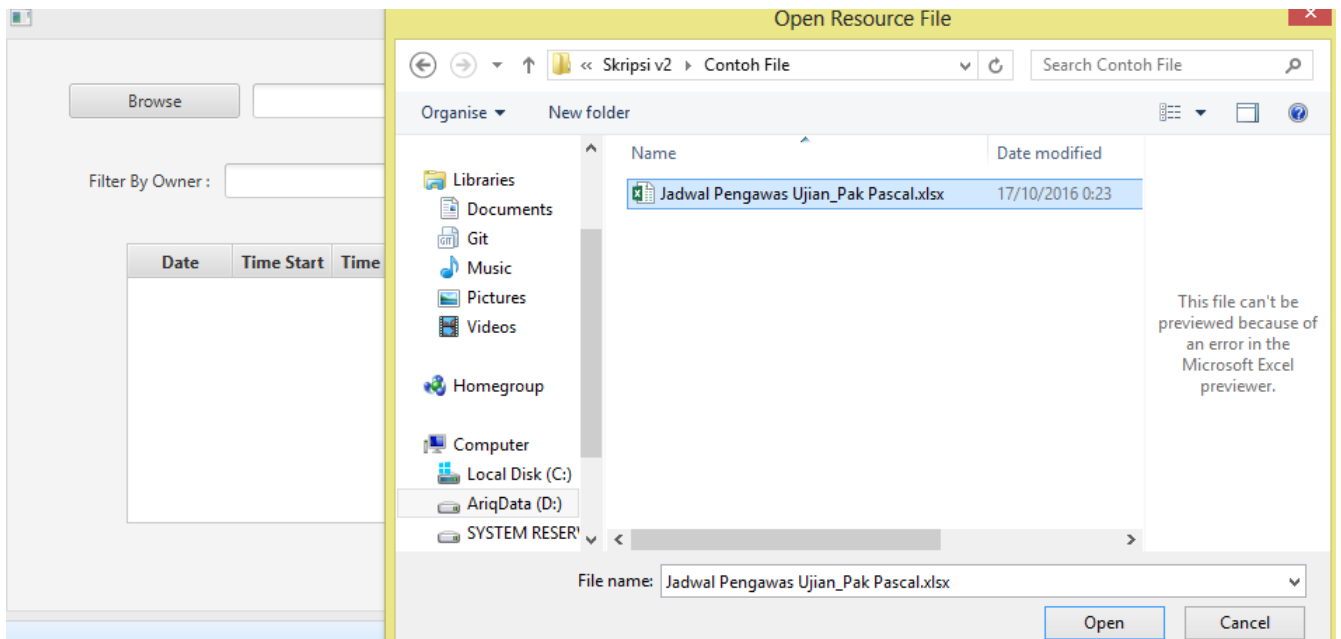 Open Resource File
« Skripsi v2 Contoh File
Search Contoh File
Browse
Organise
New folder
Name
Date modified
Filter By Owner :
Libraries
Documents
Git
Music
Pictures
Videos
Homegroup
Computer
Local Disk (C:)
AriqData (D:)
SYSTEM RESER
Jadwal Pengawas Ujian_Pak Pascal.xlsx
17/10/2016 0:23
Date
Time Start
Time
This file can't be
previewed because of
an error in the
Microsoft Excel
previewer.
File name:
Jadwal Pengawas Ujian_Pak Pascal.xlsx
Open
Cancel